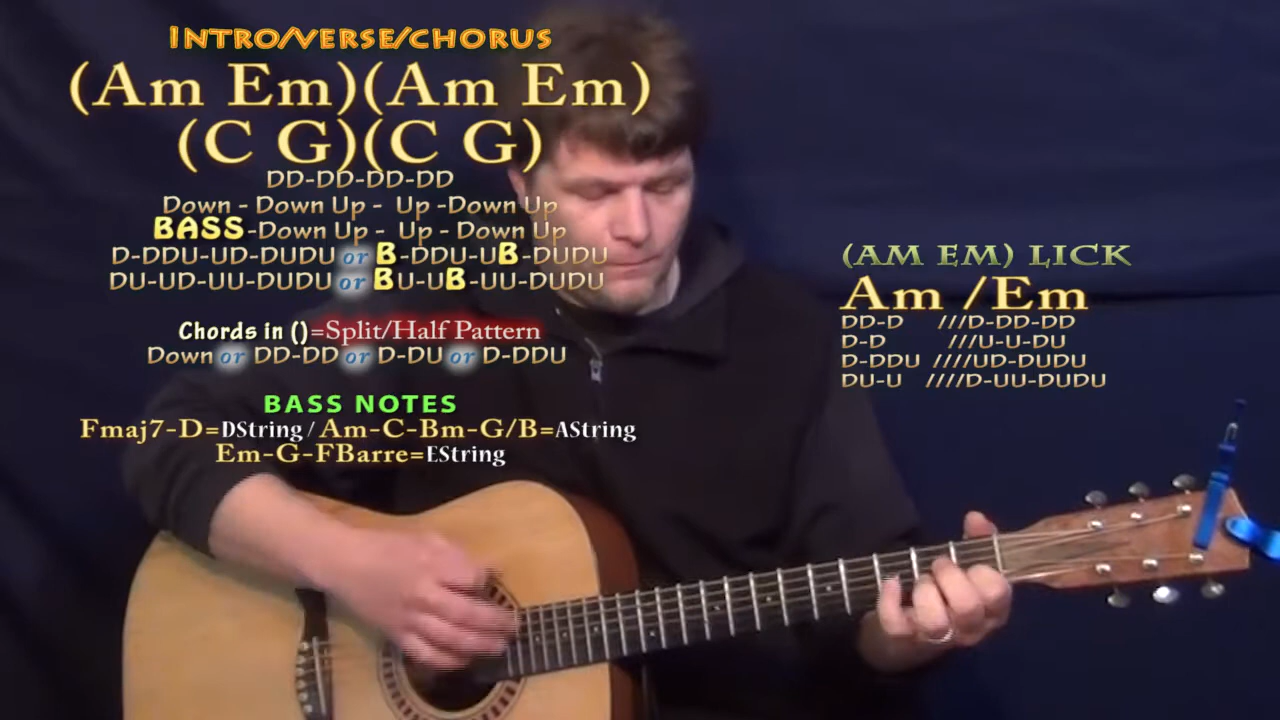 Intro/Verse/Chorus
(Am Em)(Am Em)
(C G)(C G)
DD-DD-DD-DD
Down - Down Up - Up -Down Up
BASS-Down Up - Up - Down Up
D-DDU-UD-DUDU or B-DDU-UB-DUDU
DU-UD-UU-DUDU or BU-UB-UU-DUDU
Chords in ()=Split/Half Pattern
Down or DD-DD or D-DU or D-DDU
BASS NOTES
Fmaj7-D=DString / Am-C-Bm-G/B=AString
Em-G-FBarre=EString
(AM EM) LICK
Am /Em
DD-D ///D-DD-DD
D-D ///U-U-DU
D-DDU ////UD-DUDU
DU-U ////D-UU-DUDU